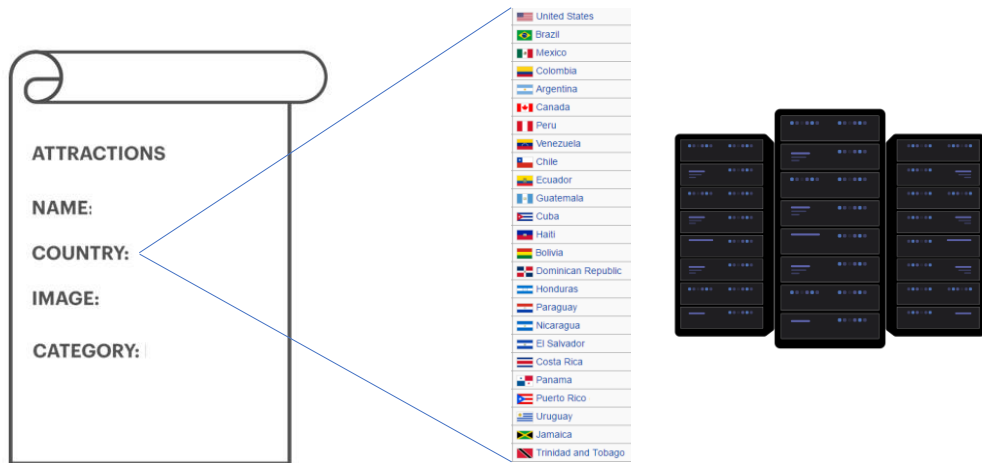 ATTRACTIONS
NAME:
COUNTRY:
IMAGE:
CATEGORY:
United States
Brazil
Mexico
Colombia
Argentina
Canada
Peru
Venezuela
Chile
Ecuador
Guatemala
Cuba
Haiti
Bolivia
Dominican Republic
Honduras
Paraguay
Nicaragua
El Salvador
Costa Rica
Panama
Puerto Rico
Uruguay
Jamaica
Trinidad and Tobago